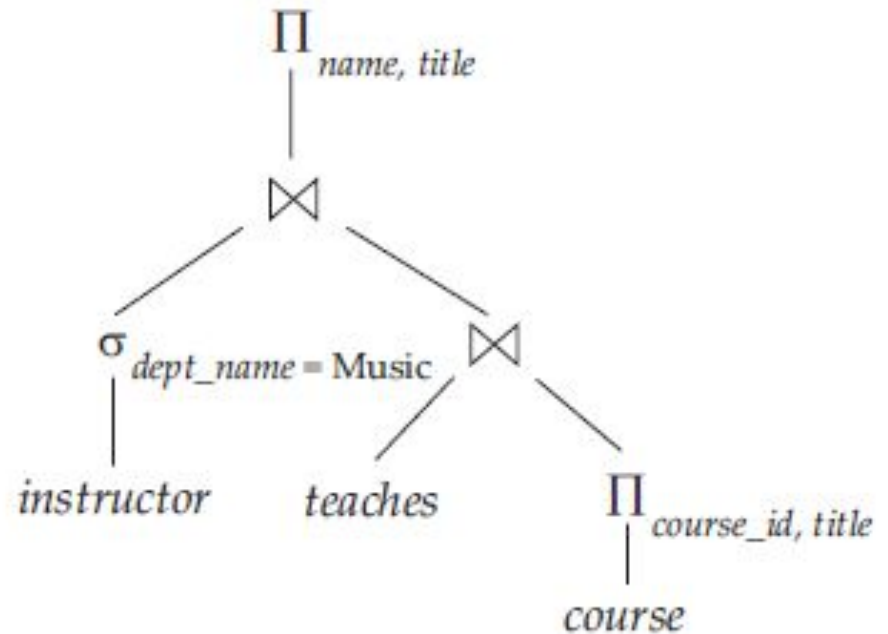 ∏ name, title
⋈
σ dept_name = Music
⋈
instructor
teaches
∏ course_id, title
course